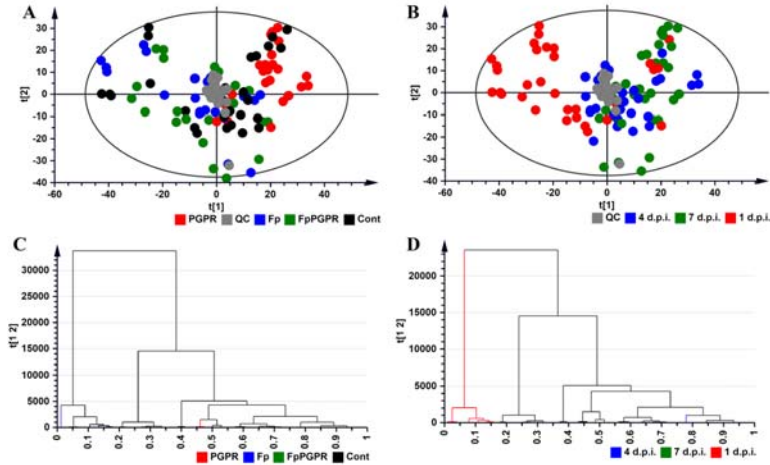 A
B
30
20
10
0
-10
-20
-30
-40
t[2]
-60 -40 -20 0 20 40 60
t[1]
PGPR QC Fp FpPGPR Cont
30
20
10
0
-10
-20
-30
-40
t[2]
-60 -40 -20 0 20 40 60
t[1]
QC 4 d.p.i. 7 d.p.i. 1 d.p.i.
C
D
30000
25000
20000
15000
10000
5000
0
t[1 2]
0 0.1 0.2 0.3 0.4 0.5 0.6 0.7 0.8 0.9 1
PGPR Fp FpPGPR Cont
20000
15000
10000
5000
0
t[1 2]
0 0.1 0.2 0.3 0.4 0.5 0.6 0.7 0.8 0.9 1
4 d.p.i. 7 d.p.i. 1 d.p.i.